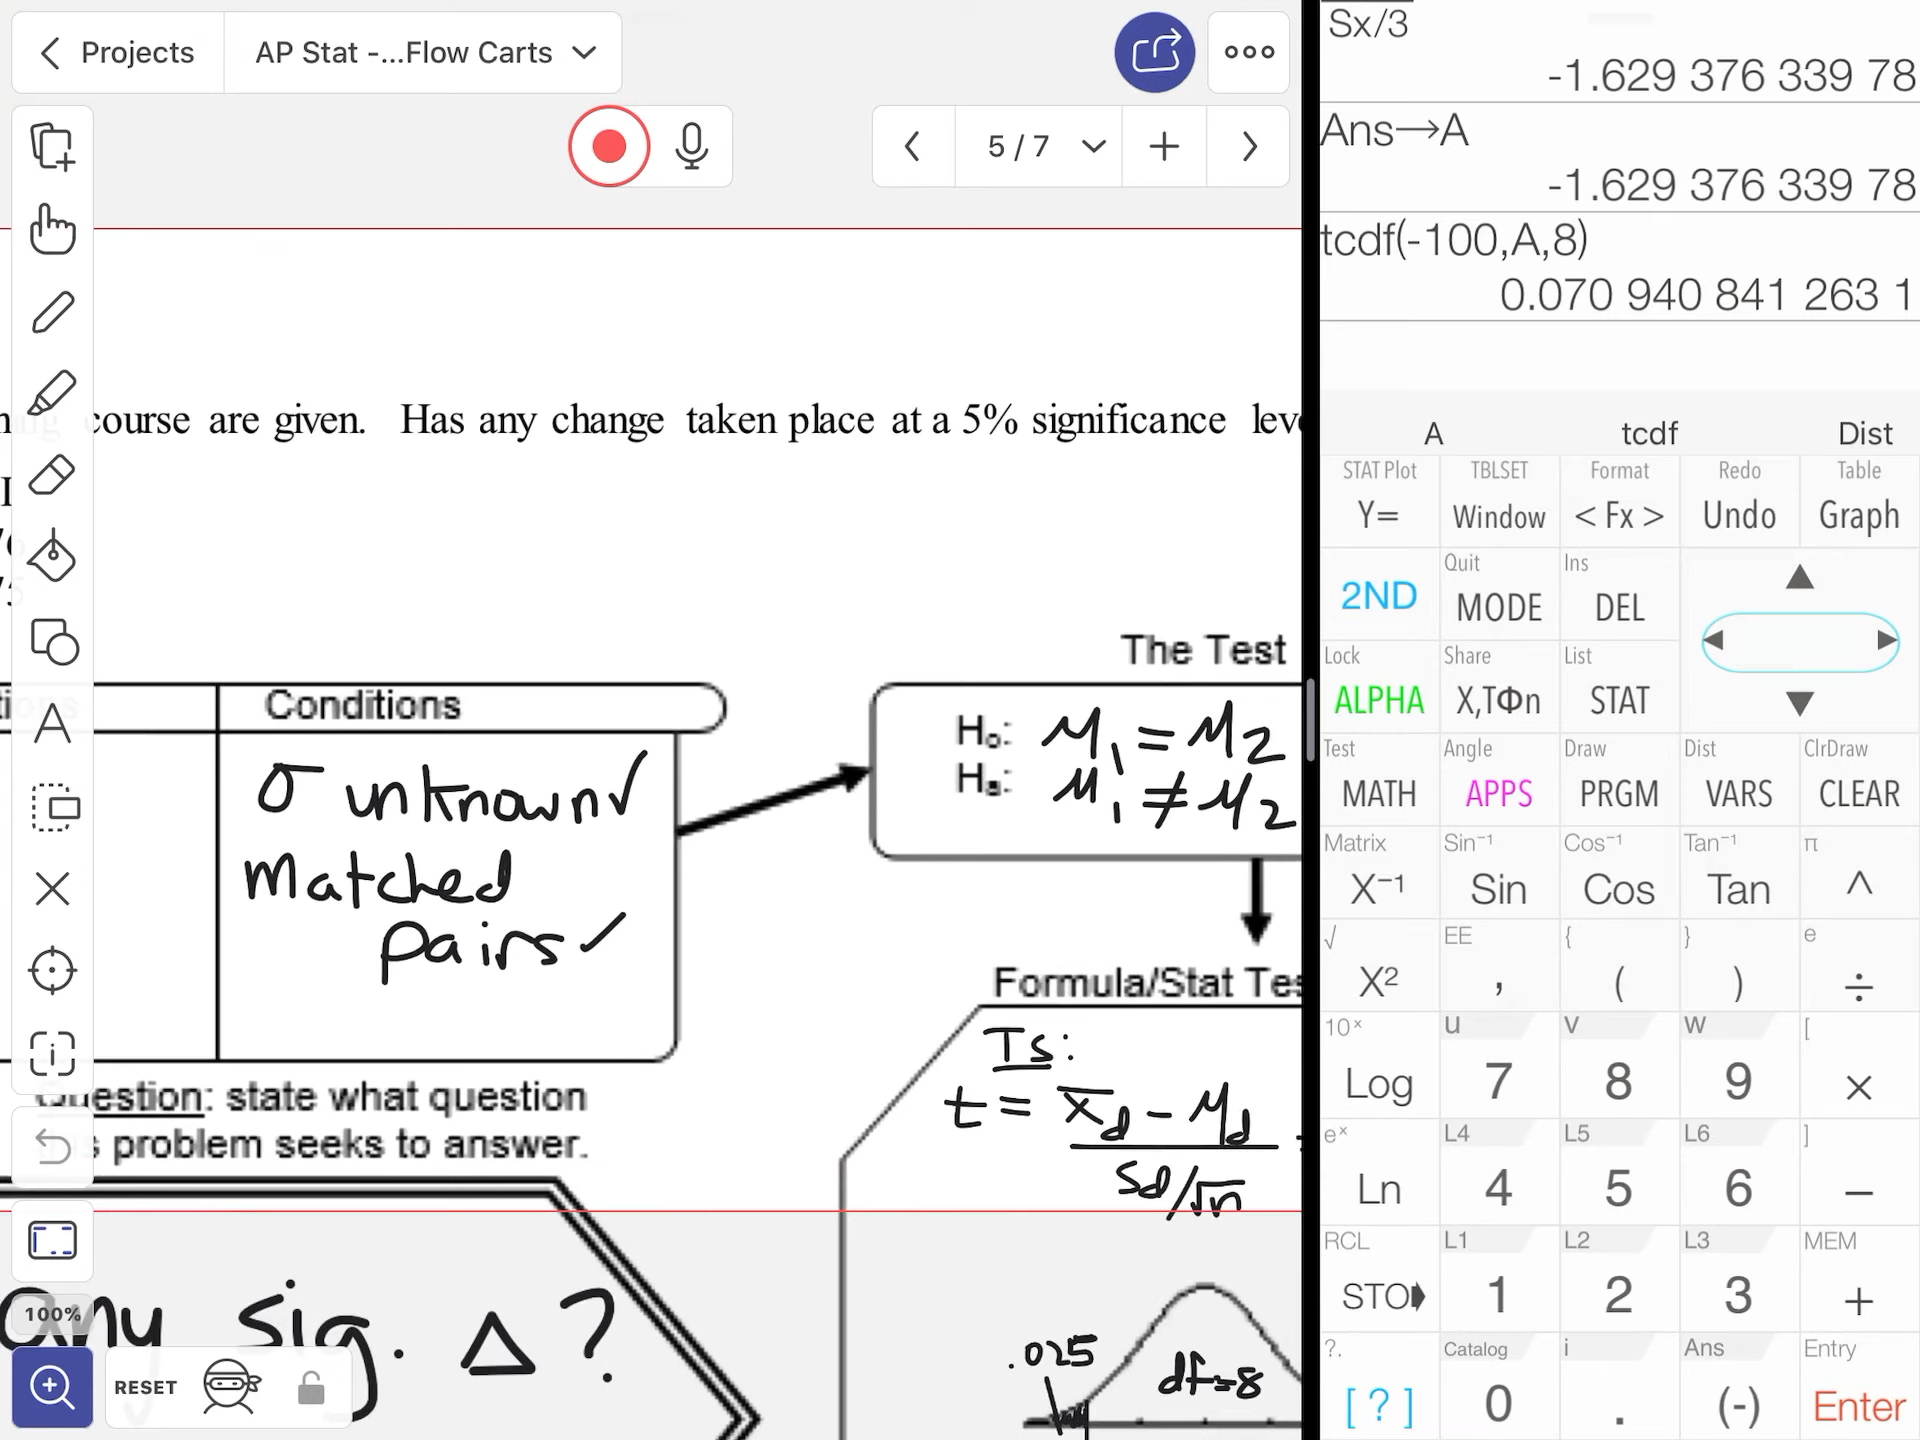 Projects
AP Stat -...Flow Carts
5 / 7
course are given. Has any change taken place at a 5% significance
Conditions
σ unknown✓
Matched
pairs✓
The Test
H₀: μ₁ = μ₂
Hₐ: μ₁ ≠ μ₂
Formula/Stat Tes
Ts:
t = x̄d - μd
Sd/√n
Question: state what question
problem seeks to answer.
any sig. Δ?
.025
df=8
100%
RESET
Sx/3
-1.629 376 339 78
Ans→A
-1.629 376 339 78
tcdf(-100,A,8)
0.070 940 841 263 1
A tcdf Dist
STAT Plot TBLSET Format Redo Table
Y= Window < Fx > Undo Graph
Quit Ins
2ND MODE DEL
Lock Share List
ALPHA X,TΦn STAT
Test Angle Draw Dist ClrDraw
MATH APPS PRGM VARS CLEAR
Matrix Sin⁻¹ Cos⁻¹ Tan⁻¹ π
X⁻¹ Sin Cos Tan ^
√ EE { } e
X² , ( ) ÷
10ˣ u v w [
Log 7 8 9 ×
eˣ L4 L5 L6 ]
Ln 4 5 6 −
RCL L1 L2 L3 MEM
STO 1 2 3 +
?. Catalog i Ans Entry
[ ? ] 0 . (-) Enter